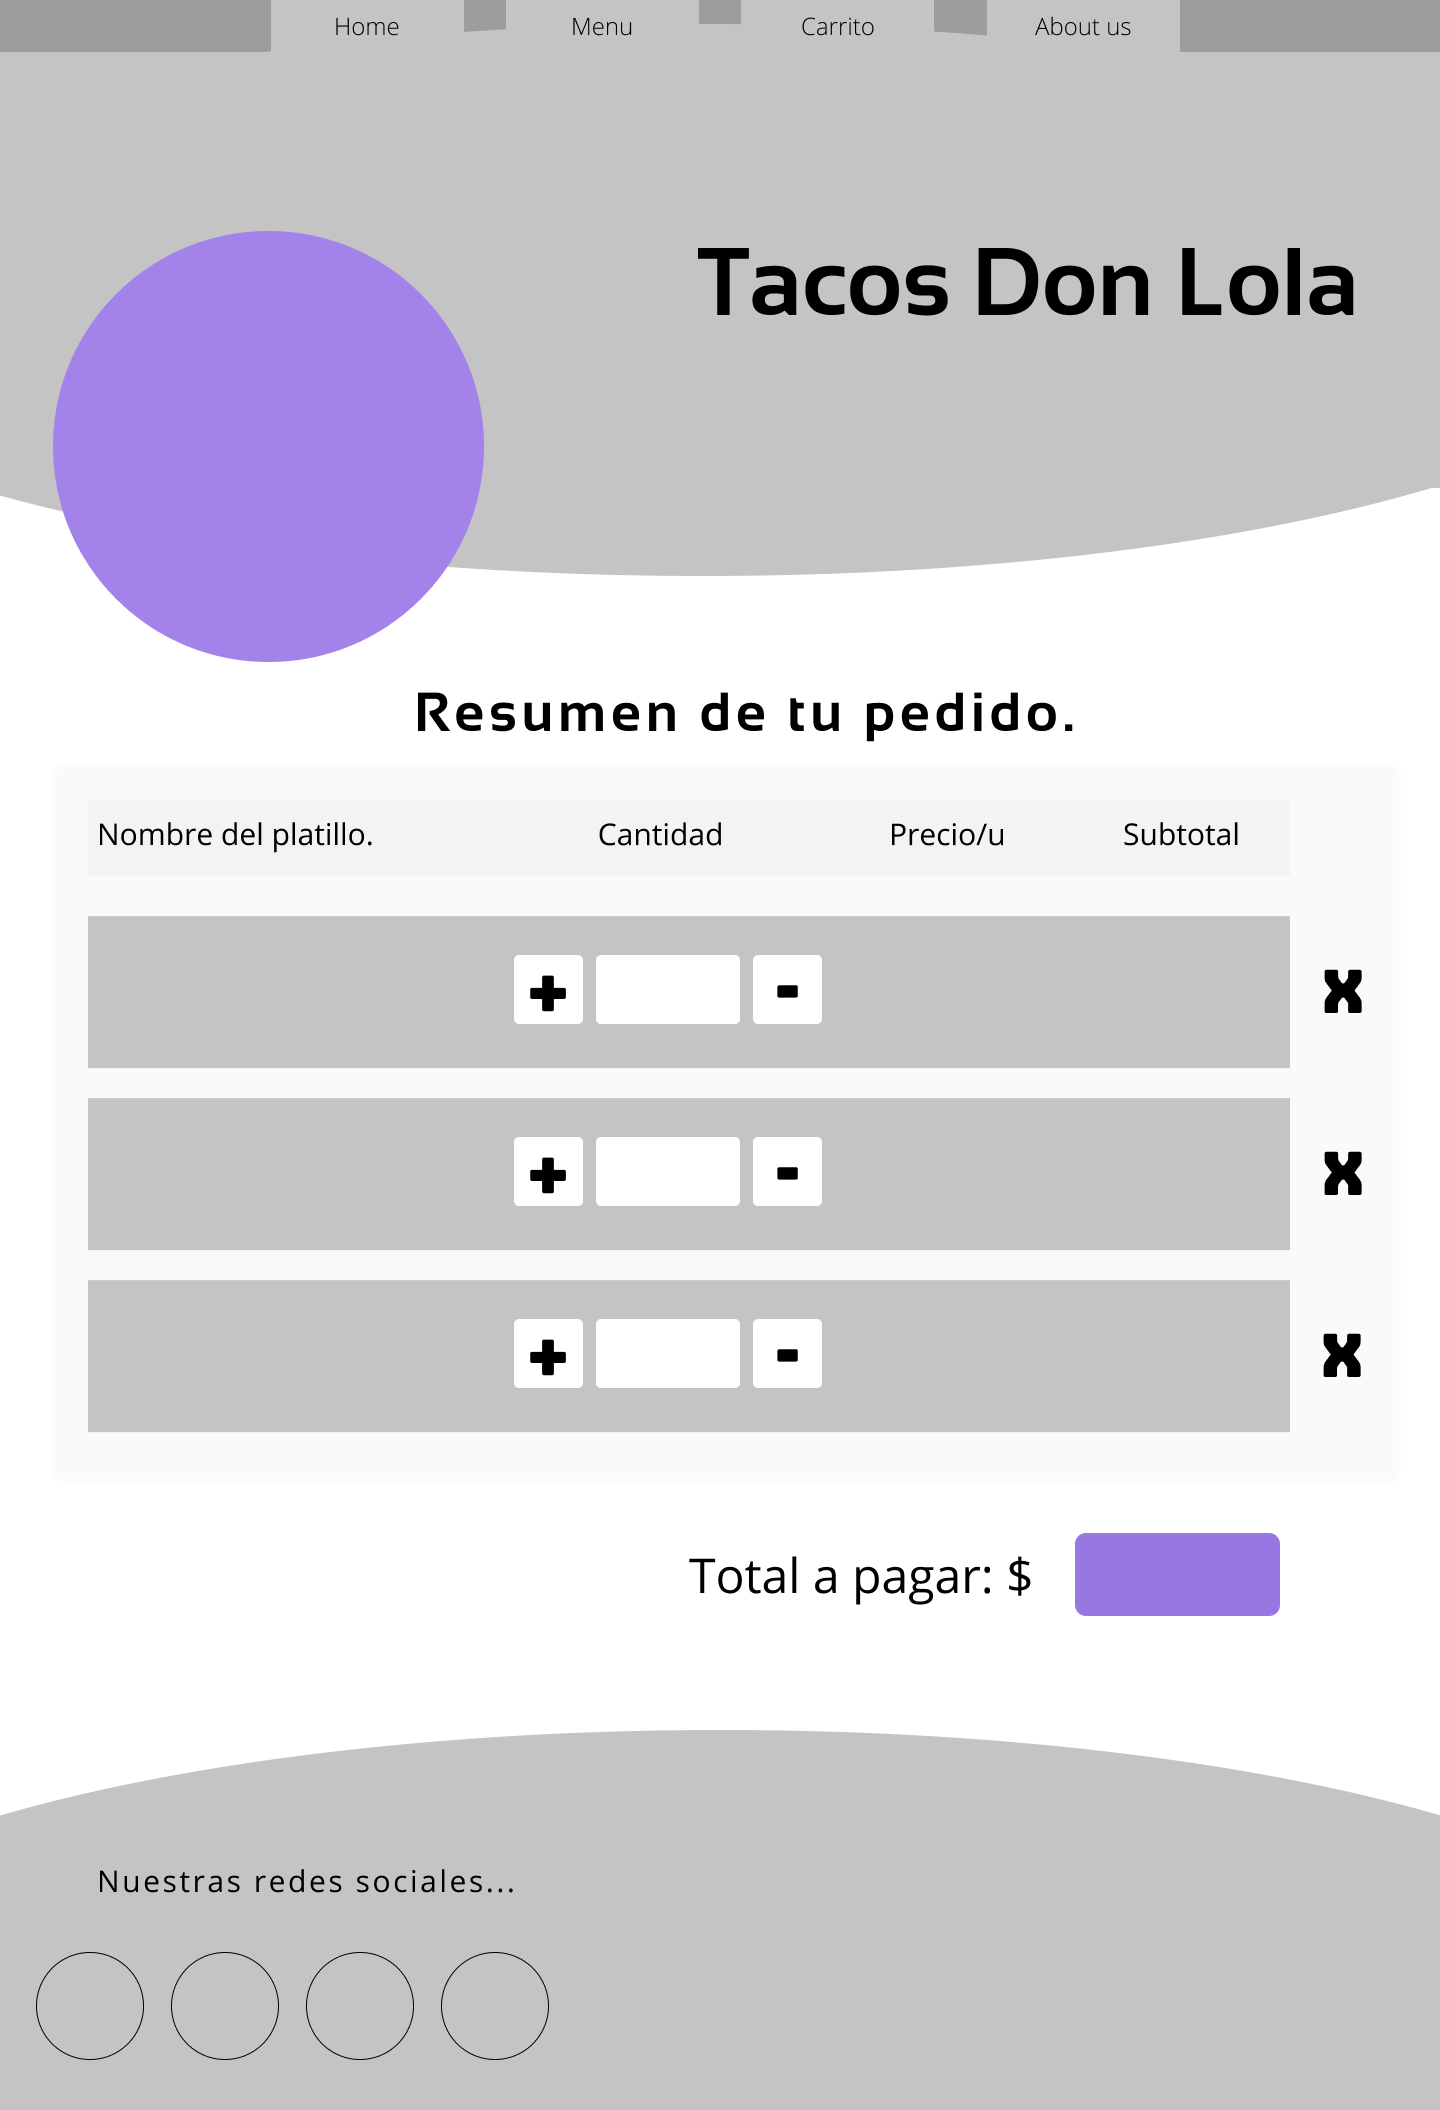 Home Menu Carrito About us
Tacos Don Lola
Resumen de tu pedido.
Nombre del platillo. Cantidad Precio/u Subtotal
+ - X
+ - X
+ - X
Total a pagar: $
Nuestras redes sociales...